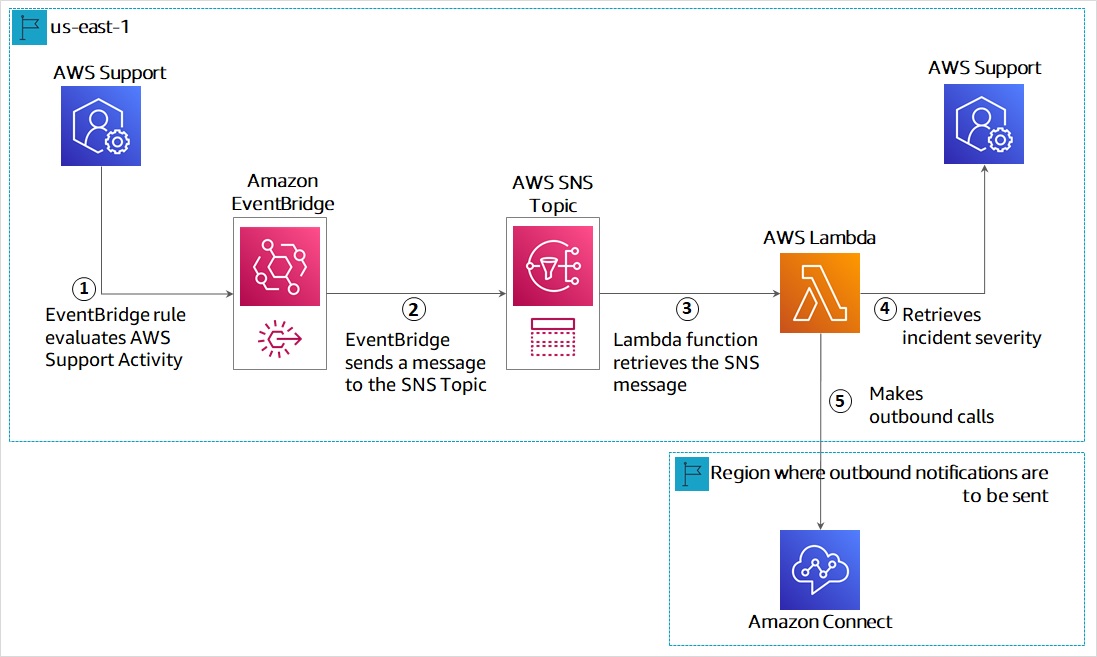 us-east-1
AWS Support
AWS Support
Amazon
EventBridge
AWS SNS
Topic
AWS Lambda
1
EventBridge rule
evaluates AWS
Support Activity
2
EventBridge
sends a message
to the SNS Topic
3
Lambda function
retrieves the SNS
message
4
Retrieves
incident severity
5
Makes
outbound calls
Region where outbound notifications are
to be sent
Amazon Connect